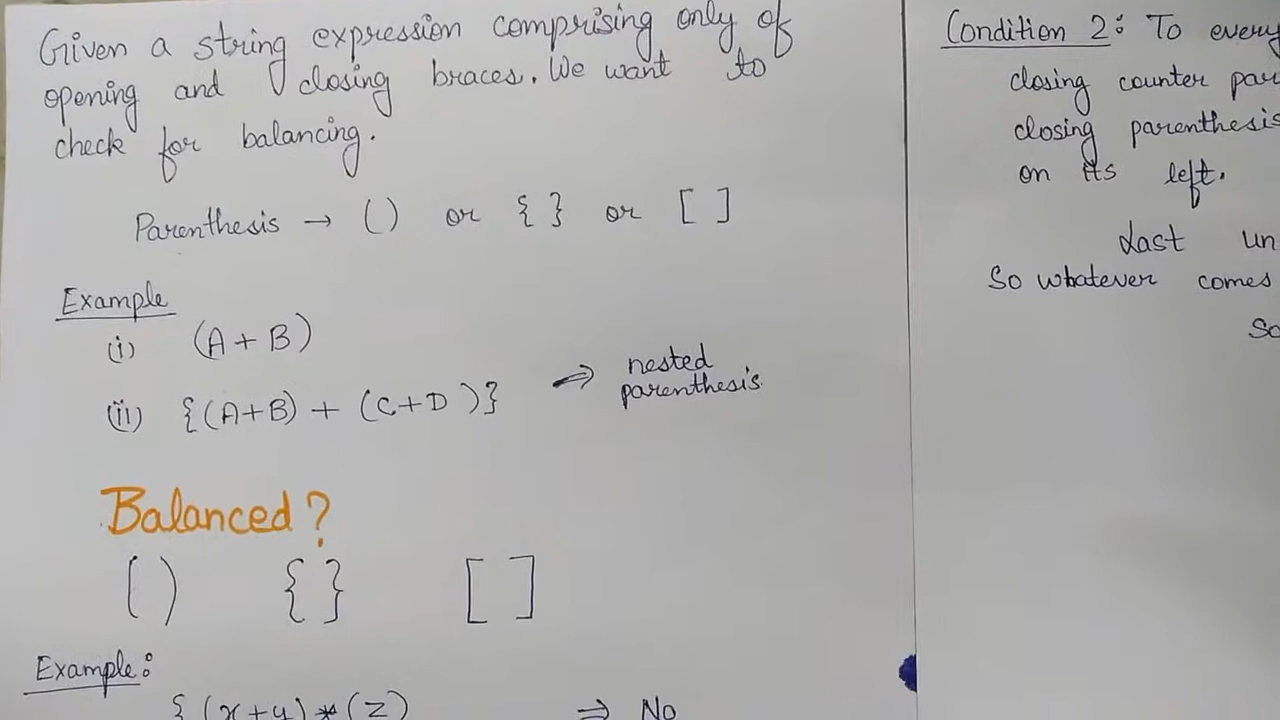 Given a string expression comprising only of
opening and closing braces. We want to
check for balancing.
Parenthesis → () or {} or []
Example
(i) (A + B)
(ii) {(A+B) + (C+D)} ⇒ nested
parenthesis.
Balanced?
() {} []
Example:
{(x+y)*(z) ⇒ No
Condition 2: To every
closing counter par
closing parenthesis
on its left.
Last un
So whatever comes
So